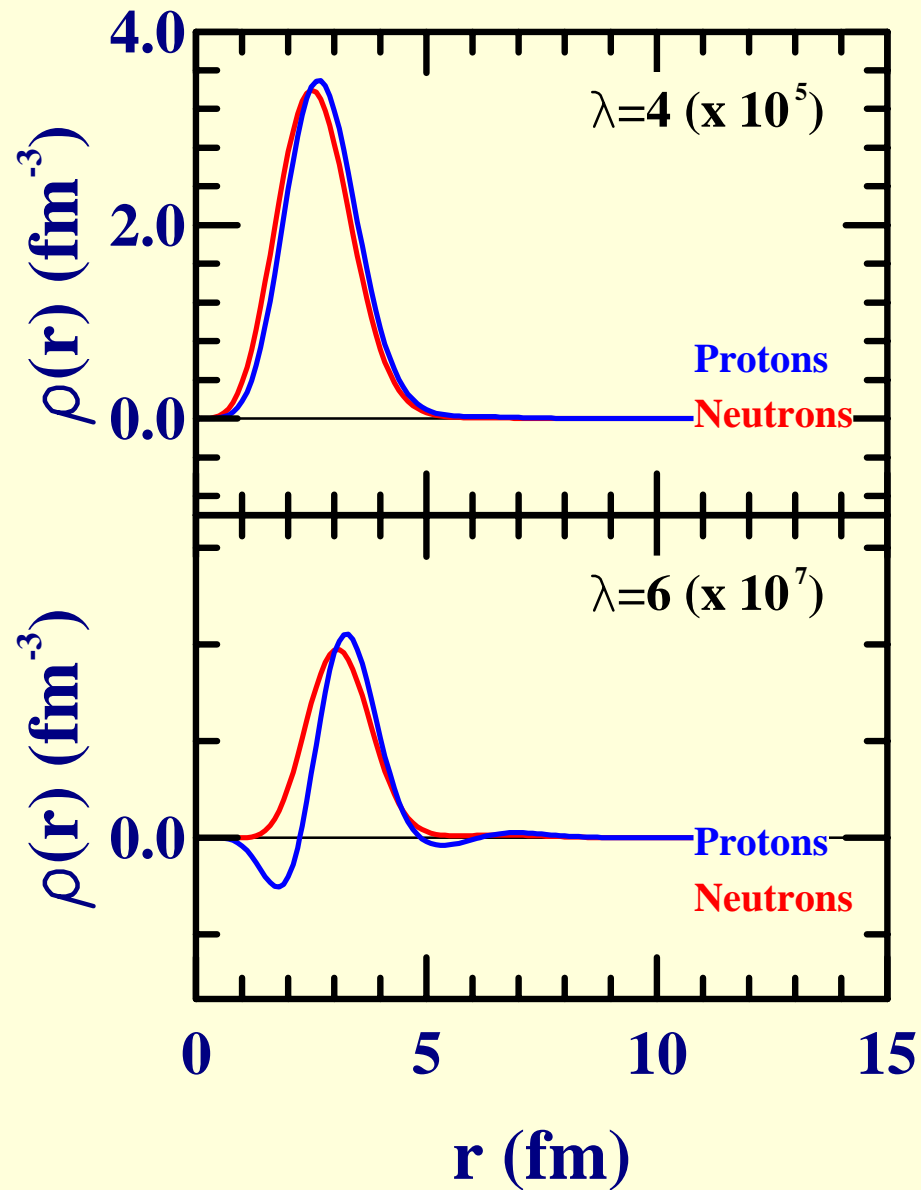 4.0
λ=4 (x 10⁵)
ρ(r) (fm⁻³)
2.0
Protons
Neutrons
0.0
λ=6 (x 10⁷)
ρ(r) (fm⁻³)
0.0
Protons
Neutrons
0 5 10 15
r (fm)